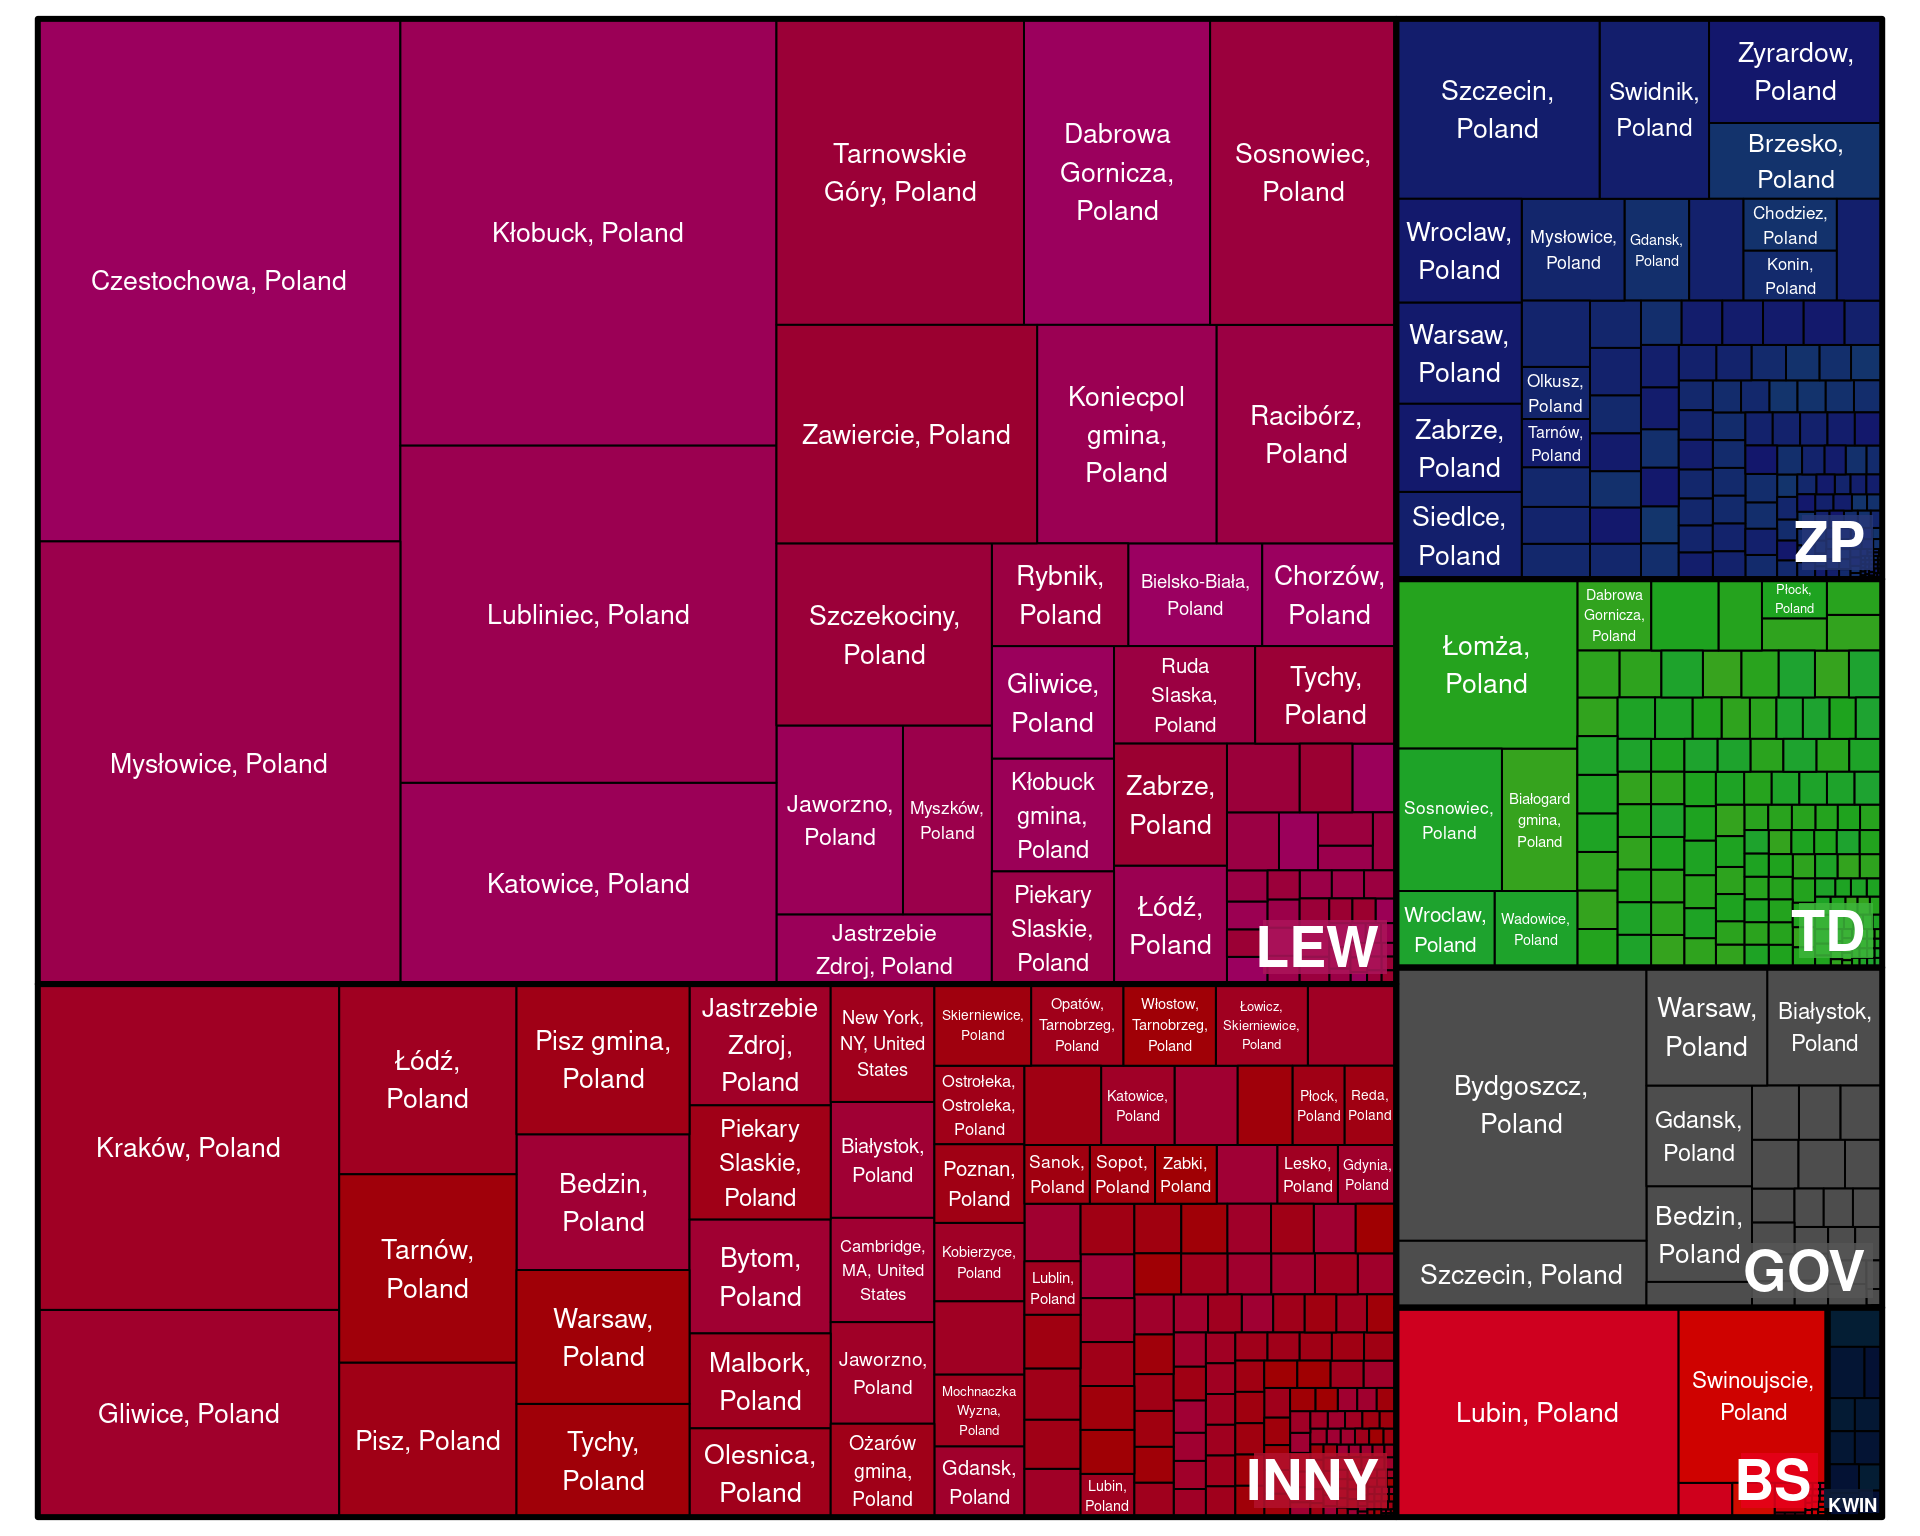 Czestochowa, Poland
Mysłowice, Poland
Kłobuck, Poland
Lubliniec, Poland
Katowice, Poland
Tarnowskie
Góry, Poland
Dabrowa
Gornicza,
Poland
Sosnowiec,
Poland
Zawiercie, Poland
Koniecpol
gmina,
Poland
Racibórz,
Poland
Szczekociny,
Poland
Jaworzno,
Poland
Myszków,
Poland
Jastrzebie
Zdroj, Poland
Rybnik,
Poland
Bielsko-Biała,
Poland
Chorzów,
Poland
Gliwice,
Poland
Kłobuck
gmina,
Poland
Piekary
Slaskie,
Poland
Ruda
Slaska,
Poland
Tychy,
Poland
Zabrze,
Poland
Łódź,
Poland
LEW
Kraków, Poland
Gliwice, Poland
Łódź,
Poland
Tarnów,
Poland
Pisz, Poland
Pisz gmina,
Poland
Bedzin,
Poland
Warsaw,
Poland
Tychy,
Poland
Jastrzebie
Zdroj,
Poland
Piekary
Slaskie,
Poland
Bytom,
Poland
Malbork,
Poland
Olesnica,
Poland
New York,
NY, United
States
Białystok,
Poland
Cambridge,
MA, United
States
Jaworzno,
Poland
Ożarów
gmina,
Poland
Skierniewice,
Poland
Ostrołeka,
Ostroleka,
Poland
Poznan,
Poland
Kobierzyce,
Poland
Mochnaczka
Wyzna,
Poland
Gdansk,
Poland
Opatów,
Tarnobrzeg,
Poland
Włostow,
Tarnobrzeg,
Poland
Łowicz,
Skierniewice,
Poland
Katowice,
Poland
Płock,
Poland
Reda,
Poland
Sanok,
Poland
Sopot,
Poland
Zabki,
Poland
Lesko,
Poland
Gdynia,
Poland
Lublin,
Poland
Lubin,
Poland
INNY
Szczecin,
Poland
Swidnik,
Poland
Zyrardow,
Poland
Brzesko,
Poland
Wroclaw,
Poland
Warsaw,
Poland
Zabrze,
Poland
Siedlce,
Poland
Mysłowice,
Poland
Gdansk,
Poland
Chodziez,
Poland
Konin,
Poland
Olkusz,
Poland
Tarnów,
Poland
ZP
Łomża,
Poland
Dabrowa
Gornicza,
Poland
Płock,
Poland
Sosnowiec,
Poland
Białogard
gmina,
Poland
Wroclaw,
Poland
Wadowice,
Poland
TD
Bydgoszcz,
Poland
Szczecin, Poland
Warsaw,
Poland
Białystok,
Poland
Gdansk,
Poland
Bedzin,
Poland
GOV
Lubin, Poland
Swinoujscie,
Poland
BS
KWIN